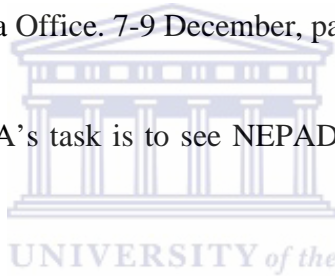 a Office. 7-9 December, pa
A’s task is to see NEPAD
UNIVERSITY of the